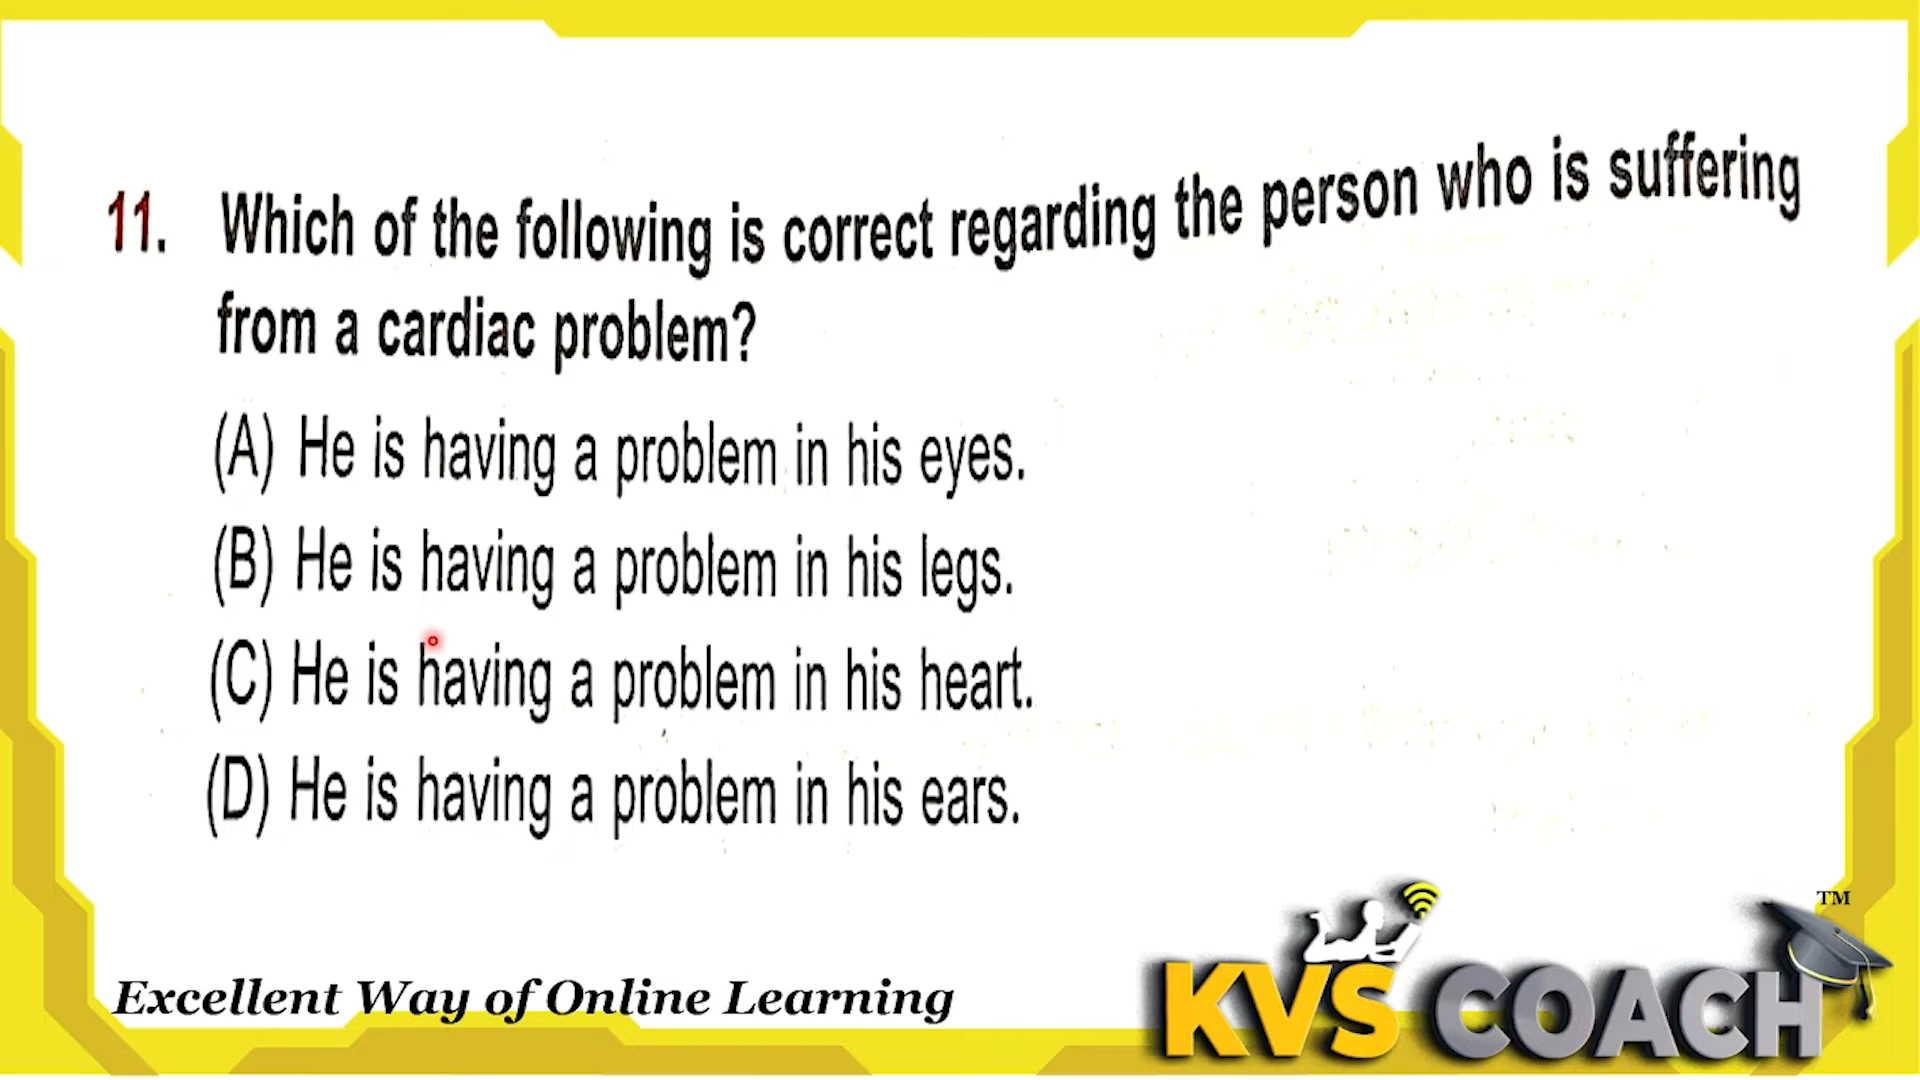 11. Which of the following is correct regarding the person who is suffering
from a cardiac problem?
(A) He is having a problem in his eyes.
(B) He is having a problem in his legs.
(C) He is having a problem in his heart.
(D) He is having a problem in his ears.
Excellent Way of Online Learning
KVS COACH TM